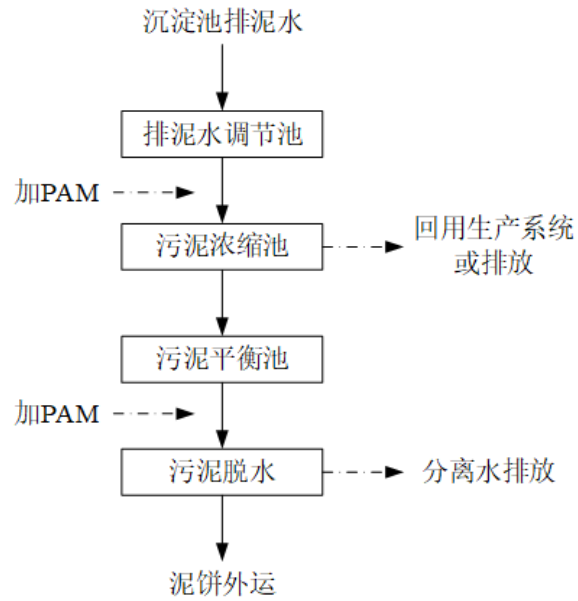 沉淀池排泥水
排泥水调节池
加PAM
污泥浓缩池
回用生产系统
或排放
污泥平衡池
加PAM
污泥脱水
分离水排放
泥饼外运